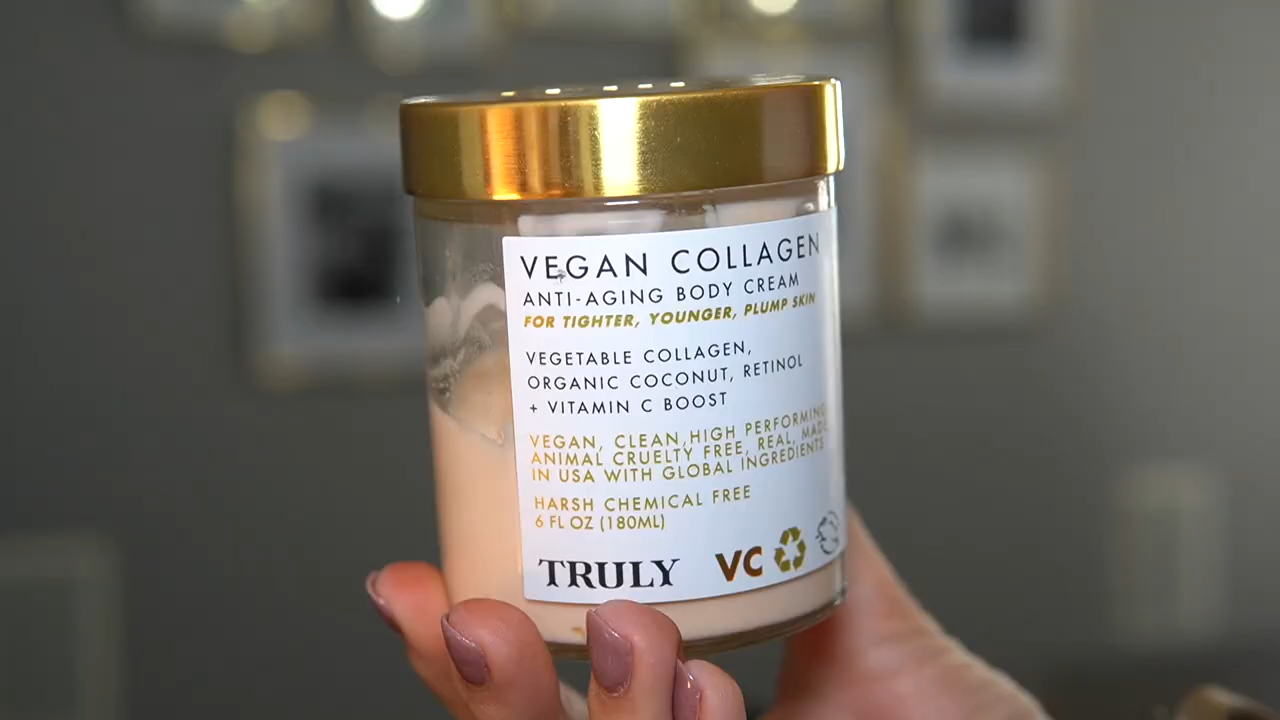 VEGAN COLLAGEN
ANTI-AGING BODY CREAM
FOR TIGHTER, YOUNGER, PLUMP SKIN
VEGETABLE COLLAGEN,
ORGANIC COCONUT, RETINOL
+ VITAMIN C BOOST
VEGAN, CLEAN,HIGH PERFORMING
ANIMAL CRUELTY FREE, REAL, MADE
IN USA WITH GLOBAL INGREDIENTS
HARSH CHEMICAL FREE
6 FL OZ (180ML)
TRULY VC